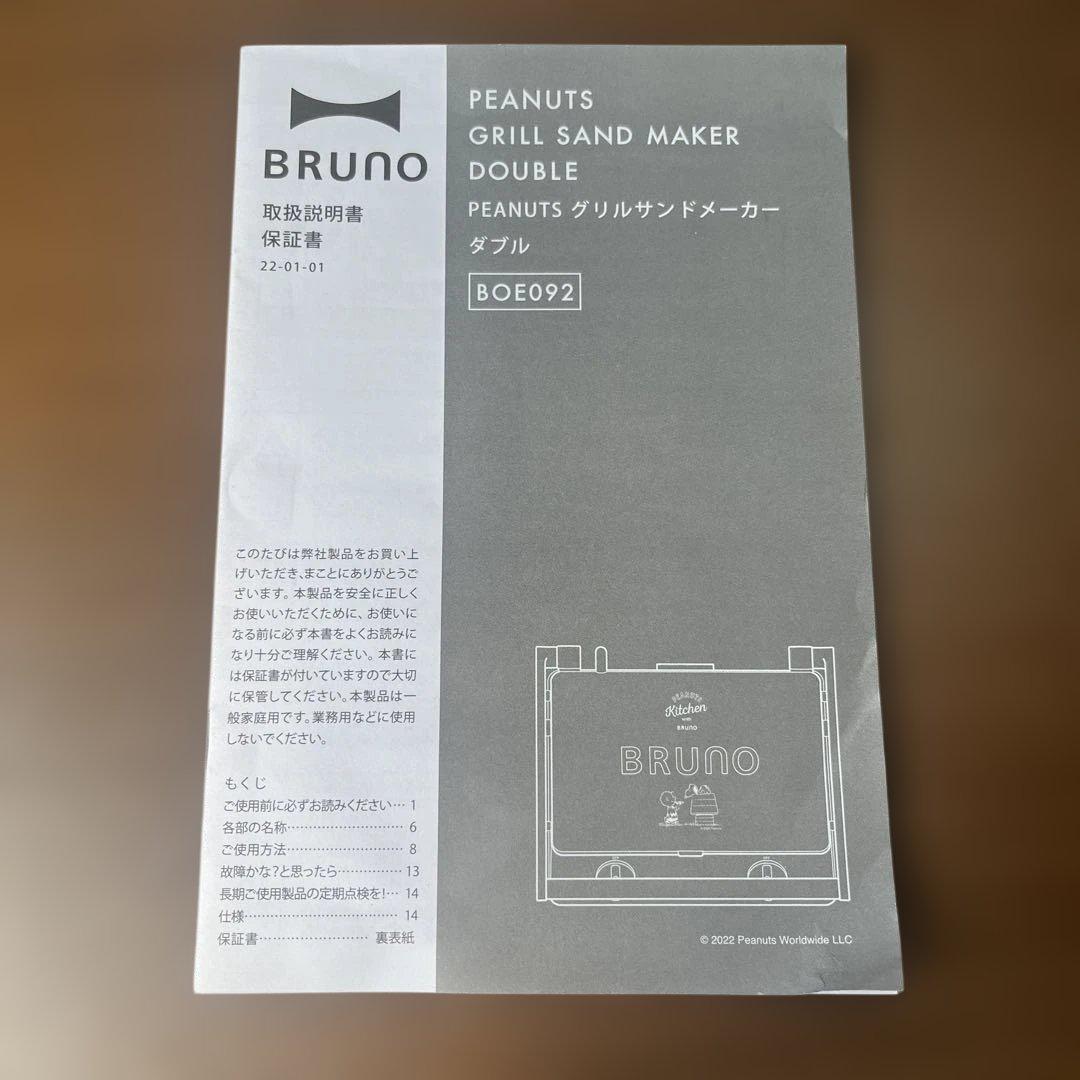 BRUNO
取扱説明書
保証書
22-01-01
PEANUTS
GRILL SAND MAKER
DOUBLE
PEANUTS グリルサンドメーカー
ダブル
BOE092
このたびは弊社製品をお買い上
げいただき、まことにありがとうご
ざいます。本製品を安全に正しく
お使いいただくために、お使いに
なる前に必ず本書をよくお読みに
なり十分ご理解ください。本書に
は保証書が付いていますので大切
に保管してください。本製品は一
般家庭用です。業務用などに使用
しないでください。
もくじ
ご使用前に必ずお読みください… 1
各部の名称……………………… 6
ご使用方法……………………… 8
故障かな?と思ったら…………… 13
長期ご使用製品の定期点検を!… 14
仕様……………………………… 14
保証書…………………… 裏表紙
PEANUTS
Kitchen
with
BRUNO
BRUNO
© 2022 Peanuts Worldwide LLC